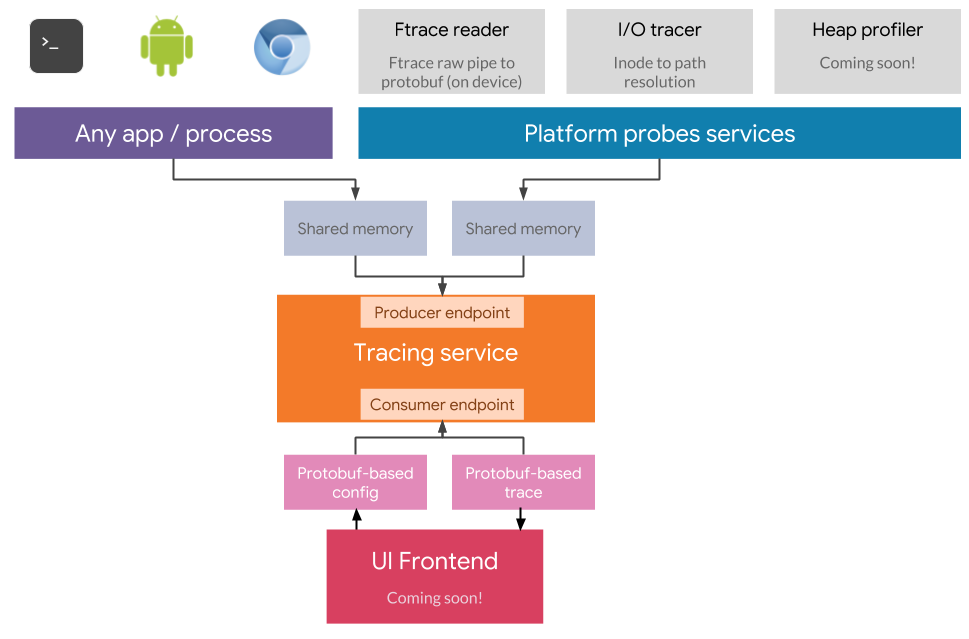 >_
Ftrace reader
Ftrace raw pipe to
protobuf (on device)
I/O tracer
Inode to path
resolution
Heap profiler
Coming soon!
Any app / process
Platform probes services
Shared memory
Shared memory
Producer endpoint
Tracing service
Consumer endpoint
Protobuf-based
config
Protobuf-based
trace
UI Frontend
Coming soon!